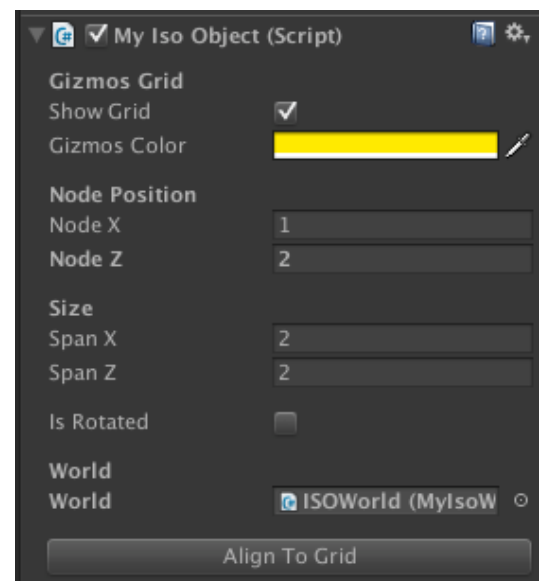 My Iso Object (Script)
Gizmos Grid
Show Grid
Gizmos Color
Node Position
Node X 1
Node Z 2
Size
Span X 2
Span Z 2
Is Rotated
World
World ISOWorld (MyIsoW
Align To Grid